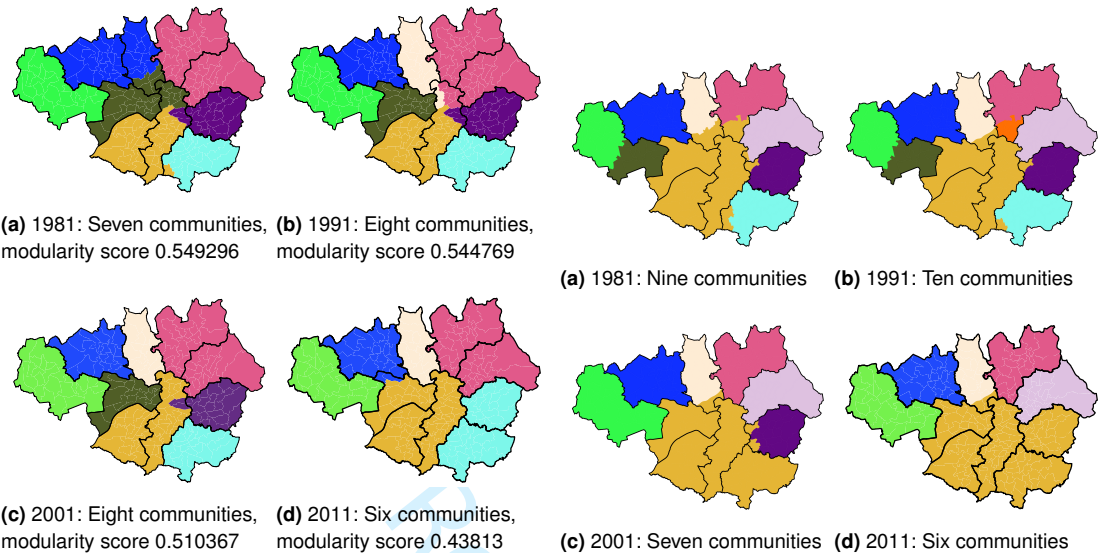 (a) 1981: Seven communities,
modularity score 0.549296
(b) 1991: Eight communities,
modularity score 0.544769
(c) 2001: Eight communities,
modularity score 0.510367
(d) 2011: Six communities,
modularity score 0.43813
(a) 1981: Nine communities
(b) 1991: Ten communities
(c) 2001: Seven communities
(d) 2011: Six communities